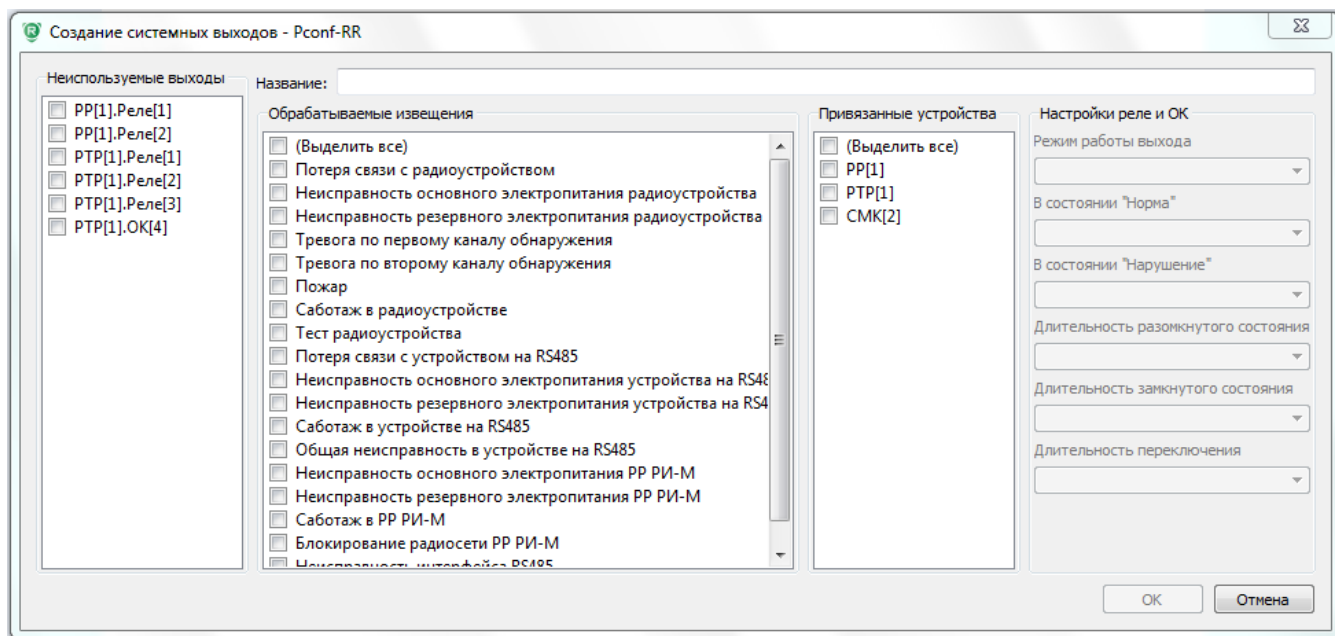 Создание системных выходов - Pconf-RR
Неиспользуемые выходы
РР[1].Реле[1]
РР[1].Реле[2]
РТР[1].Реле[1]
РТР[1].Реле[2]
РТР[1].Реле[3]
РТР[1].ОК[4]
Название:
Обрабатываемые извещения
(Выделить все)
Потеря связи с радиоустройством
Неисправность основного электропитания радиоустройства
Неисправность резервного электропитания радиоустройства
Тревога по первому каналу обнаружения
Тревога по второму каналу обнаружения
Пожар
Саботаж в радиоустройстве
Тест радиоустройства
Потеря связи с устройством на RS485
Неисправность основного электропитания устройства на RS48
Неисправность резервного электропитания устройства на RS4
Саботаж в устройстве на RS485
Общая неисправность в устройстве на RS485
Неисправность основного электропитания РР РИ-М
Неисправность резервного электропитания РР РИ-М
Саботаж в РР РИ-М
Блокирование радиосети РР РИ-М
Неисправность интерфейса RS485
Привязанные устройства
(Выделить все)
РР[1]
РТР[1]
СМК[2]
Настройки реле и ОК
Режим работы выхода
В состоянии "Норма"
В состоянии "Нарушение"
Длительность разомкнутого состояния
Длительность замкнутого состояния
Длительность переключения
ОК
Отмена